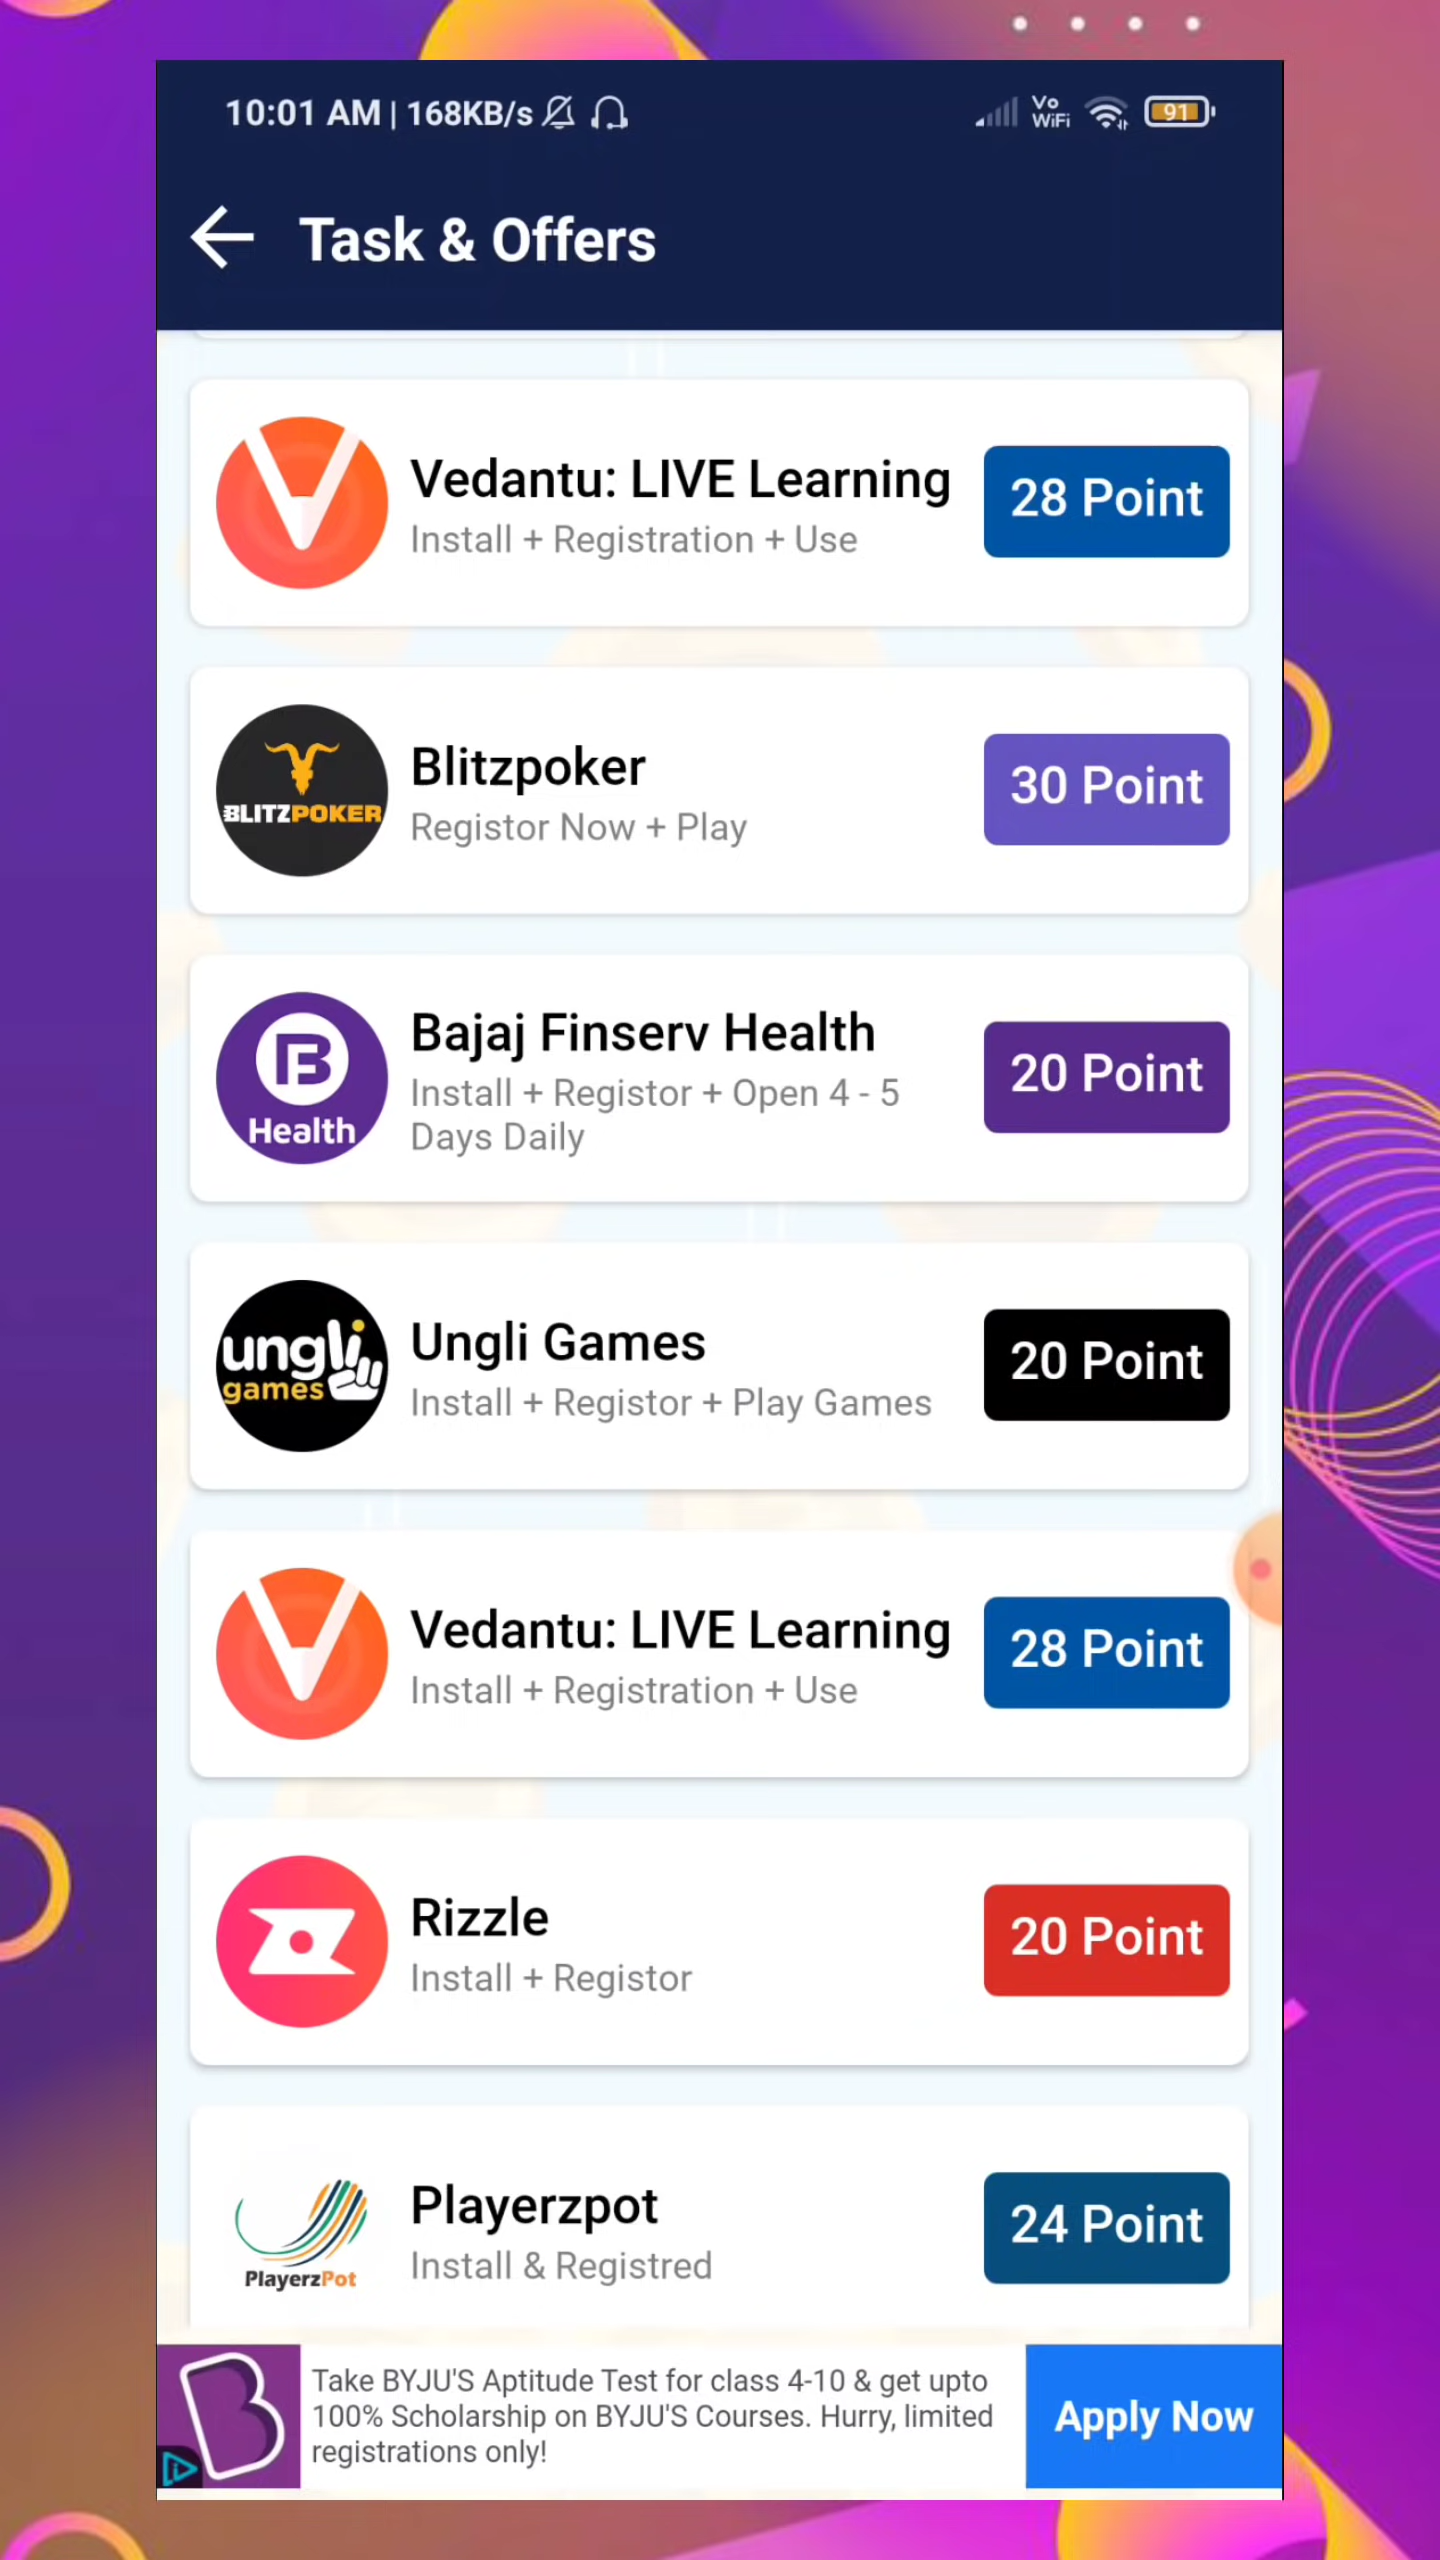 10:01 AM | 168KB/s
Vo
WiFi
91
Task & Offers
Vedantu: LIVE Learning
Install + Registration + Use
28 Point
BLITZPOKER
Blitzpoker
Registor Now + Play
30 Point
Health
Bajaj Finserv Health
Install + Registor + Open 4 - 5
Days Daily
20 Point
ungli
games
Ungli Games
Install + Registor + Play Games
20 Point
Vedantu: LIVE Learning
Install + Registration + Use
28 Point
Rizzle
Install + Registor
20 Point
PlayerzPot
Playerzpot
Install & Registred
24 Point
Take BYJU'S Aptitude Test for class 4-10 & get upto
100% Scholarship on BYJU'S Courses. Hurry, limited
registrations only!
Apply Now